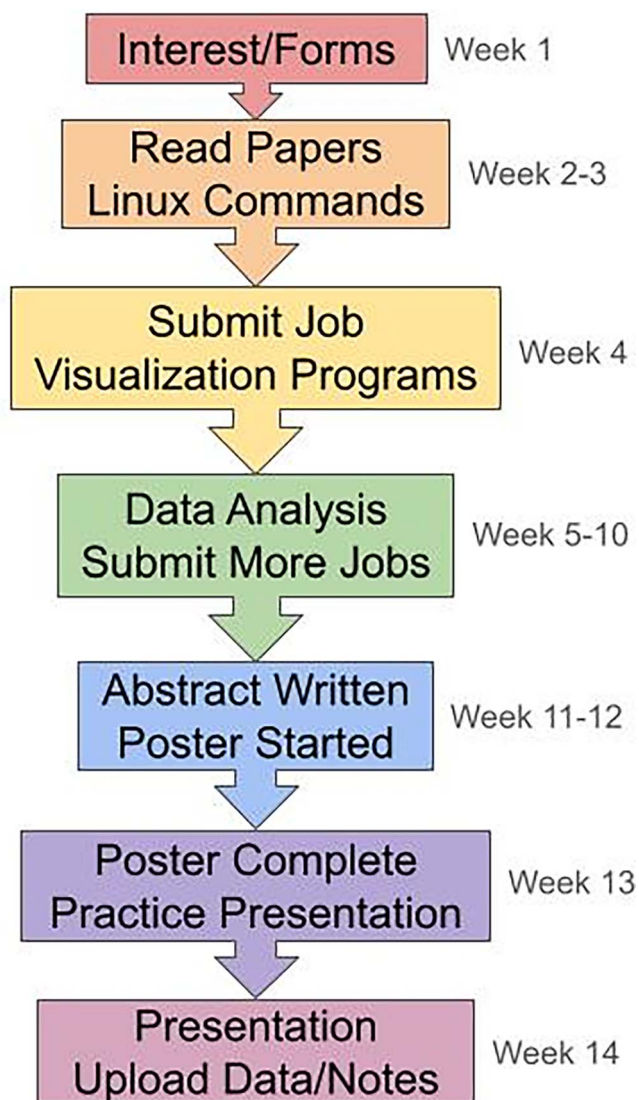 Interest/Forms
Week 1
Read Papers
Linux Commands
Week 2-3
Submit Job
Visualization Programs
Week 4
Data Analysis
Submit More Jobs
Week 5-10
Abstract Written
Poster Started
Week 11-12
Poster Complete
Practice Presentation
Week 13
Presentation
Upload Data/Notes
Week 14